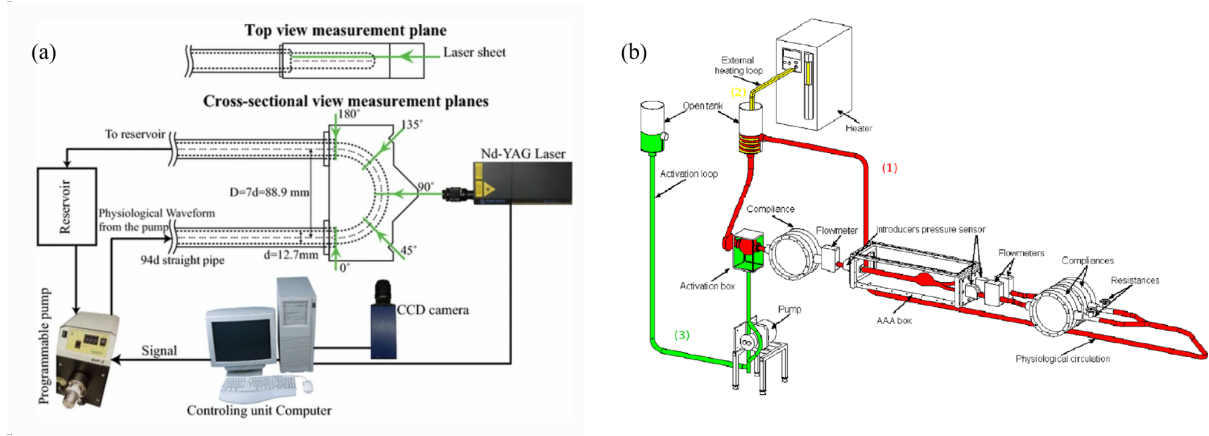 (a)
Top view measurement plane
Laser sheet
Cross-sectional view measurement planes
180°
135°
To reservoir
Nd-YAG Laser
90°
D=7d=88.9 mm
Reservoir
Physiological Waveform
from the pump
45°
d=12.7mm
94d straight pipe
0°
Programmable pump
CCD camera
Signal
Controling unit Computer
(b)
External
heating loop
(2)
Open tank
Heater
(1)
Activation loop
Compliance
Flowmeter
Introducers pressure sensor
Flowmeters
Compliances
Resistances
Activation box
AAA box
Pump
(3)
Physiological circulation